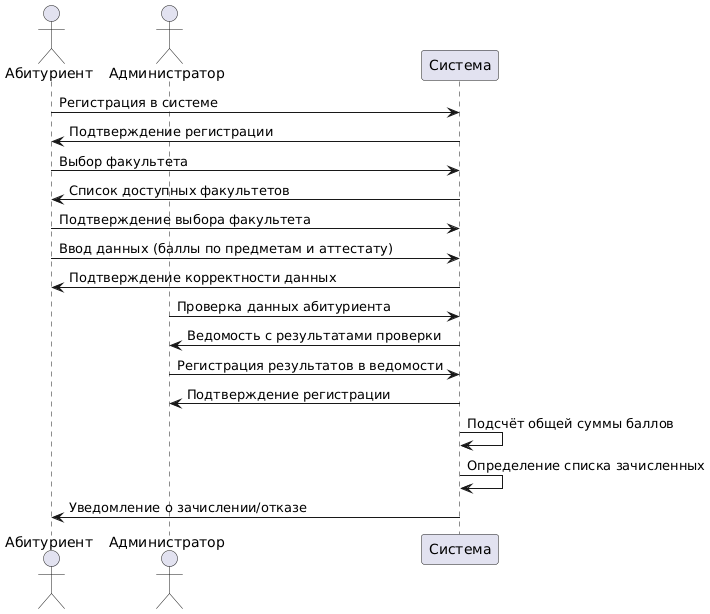 Абитуриент
Администратор
Система
Регистрация в системе
Подтверждение регистрации
Выбор факультета
Список доступных факультетов
Подтверждение выбора факультета
Ввод данных (баллы по предметам и аттестату)
Подтверждение корректности данных
Проверка данных абитуриента
Ведомость с результатами проверки
Регистрация результатов в ведомости
Подтверждение регистрации
Подсчёт общей суммы баллов
Определение списка зачисленных
Уведомление о зачислении/отказе
Абитуриент
Администратор
Система